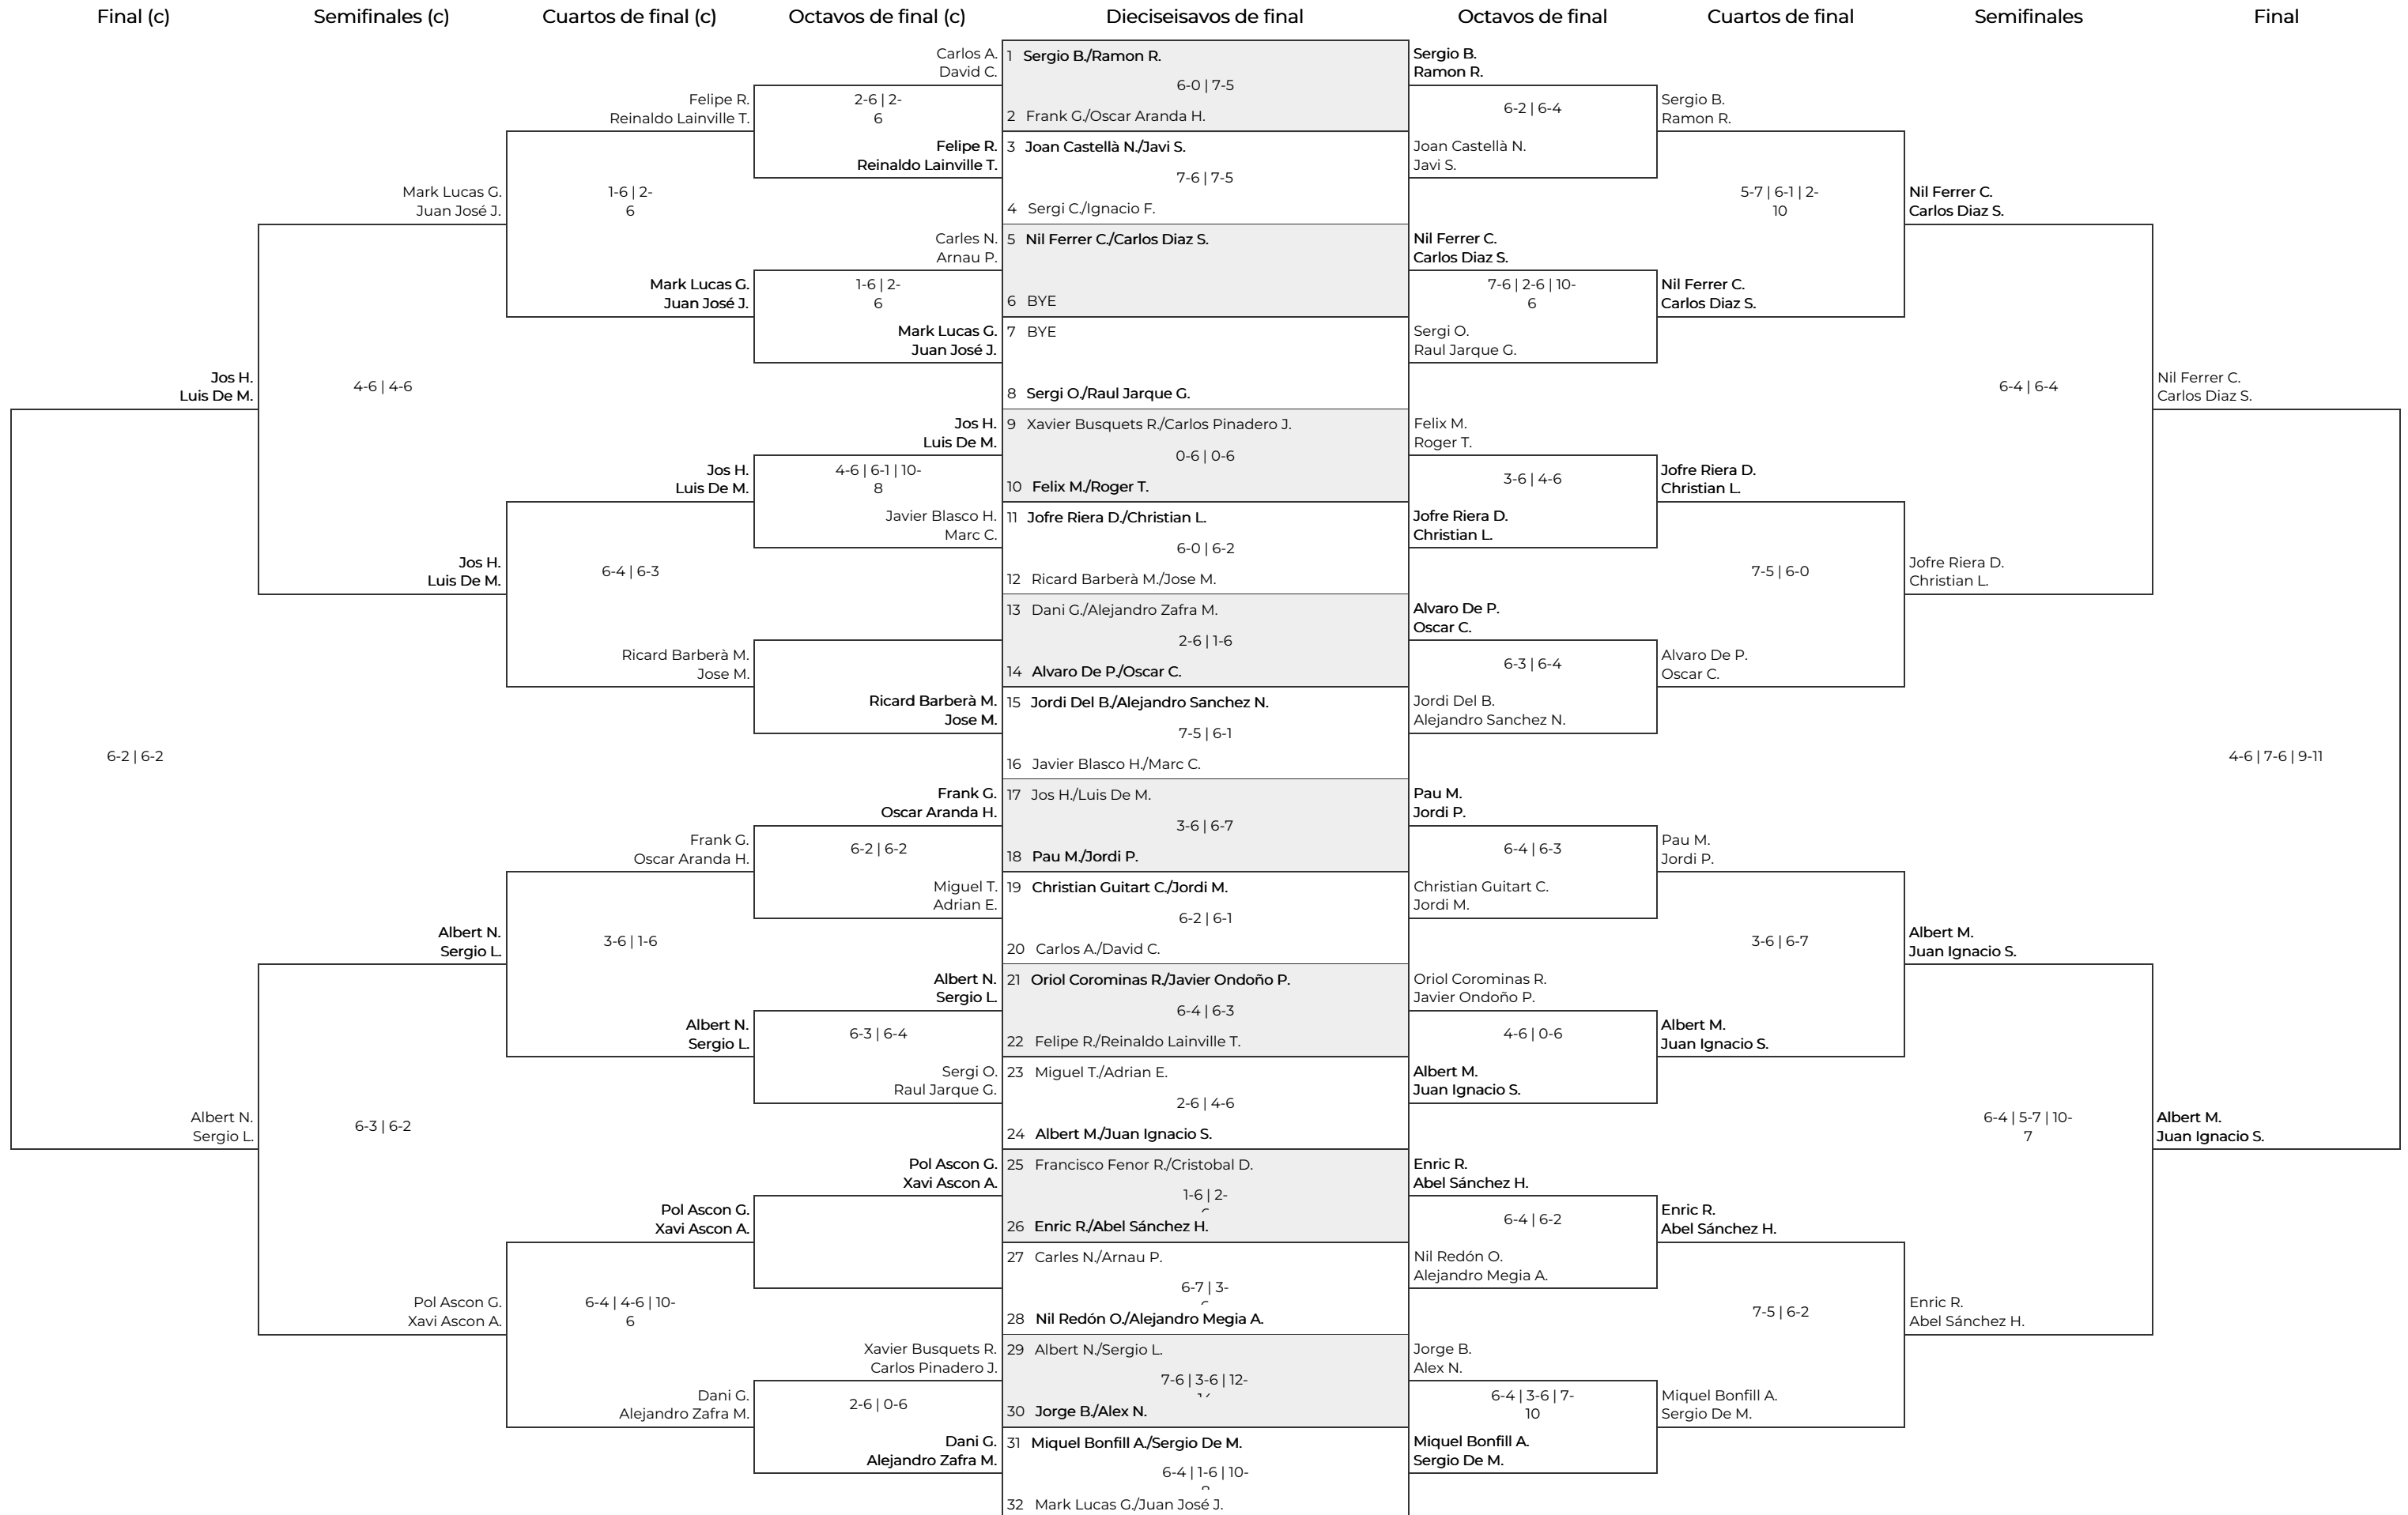 Final (c)
Semifinales (c)
Cuartos de final (c)
Octavos de final (c)
Dieciseisavos de final
Octavos de final
Cuartos de final
Semifinales
Final
Jos H.
Luis De M.
6-2 | 6-2
Albert N.
Sergio L.
Mark Lucas G.
Juan José J.
4-6 | 4-6
Jos H.
Luis De M.
Albert N.
Sergio L.
6-3 | 6-2
Pol Ascon G.
Xavi Ascon A.
Felipe R.
Reinaldo Lainville T.
1-6 | 2-
6
Mark Lucas G.
Juan José J.
Jos H.
Luis De M.
6-4 | 6-3
Ricard Barberà M.
Jose M.
Frank G.
Oscar Aranda H.
3-6 | 1-6
Albert N.
Sergio L.
Pol Ascon G.
Xavi Ascon A.
6-4 | 4-6 | 10-
6
Dani G.
Alejandro Zafra M.
Carlos A.
David C.
2-6 | 2-
6
Felipe R.
Reinaldo Lainville T.
Carles N.
Arnau P.
1-6 | 2-
6
Mark Lucas G.
Juan José J.
Jos H.
Luis De M.
4-6 | 6-1 | 10-
8
Javier Blasco H.
Marc C.
Ricard Barberà M.
Jose M.
Frank G.
Oscar Aranda H.
6-2 | 6-2
Miguel T.
Adrian E.
Albert N.
Sergio L.
6-3 | 6-4
Sergi O.
Raul Jarque G.
Pol Ascon G.
Xavi Ascon A.
Xavier Busquets R.
Carlos Pinadero J.
2-6 | 0-6
Dani G.
Alejandro Zafra M.
1 Sergio B./Ramon R.
6-0 | 7-5
2 Frank G./Oscar Aranda H.
3 Joan Castellà N./Javi S.
7-6 | 7-5
4 Sergi C./Ignacio F.
5 Nil Ferrer C./Carlos Diaz S.
6 BYE
7 BYE
8 Sergi O./Raul Jarque G.
9 Xavier Busquets R./Carlos Pinadero J.
0-6 | 0-6
10 Felix M./Roger T.
11 Jofre Riera D./Christian L.
6-0 | 6-2
12 Ricard Barberà M./Jose M.
13 Dani G./Alejandro Zafra M.
2-6 | 1-6
14 Alvaro De P./Oscar C.
15 Jordi Del B./Alejandro Sanchez N.
7-5 | 6-1
16 Javier Blasco H./Marc C.
17 Jos H./Luis De M.
3-6 | 6-7
18 Pau M./Jordi P.
19 Christian Guitart C./Jordi M.
6-2 | 6-1
20 Carlos A./David C.
21 Oriol Corominas R./Javier Ondoño P.
6-4 | 6-3
22 Felipe R./Reinaldo Lainville T.
23 Miguel T./Adrian E.
2-6 | 4-6
24 Albert M./Juan Ignacio S.
25 Francisco Fenor R./Cristobal D.
1-6 | 2-
26 Enric R./Abel Sánchez H.
27 Carles N./Arnau P.
6-7 | 3-
28 Nil Redón O./Alejandro Megia A.
29 Albert N./Sergio L.
7-6 | 3-6 | 12-
30 Jorge B./Alex N.
31 Miquel Bonfill A./Sergio De M.
6-4 | 1-6 | 10-
32 Mark Lucas G./Juan José J.
Sergio B.
Ramon R.
6-2 | 6-4
Joan Castellà N.
Javi S.
Nil Ferrer C.
Carlos Diaz S.
7-6 | 2-6 | 10-
6
Sergi O.
Raul Jarque G.
Felix M.
Roger T.
3-6 | 4-6
Jofre Riera D.
Christian L.
Alvaro De P.
Oscar C.
6-3 | 6-4
Jordi Del B.
Alejandro Sanchez N.
Pau M.
Jordi P.
6-4 | 6-3
Christian Guitart C.
Jordi M.
Oriol Corominas R.
Javier Ondoño P.
4-6 | 0-6
Albert M.
Juan Ignacio S.
Enric R.
Abel Sánchez H.
6-4 | 6-2
Nil Redón O.
Alejandro Megia A.
Jorge B.
Alex N.
6-4 | 3-6 | 7-
10
Miquel Bonfill A.
Sergio De M.
Sergio B.
Ramon R.
5-7 | 6-1 | 2-
10
Nil Ferrer C.
Carlos Diaz S.
Jofre Riera D.
Christian L.
7-5 | 6-0
Alvaro De P.
Oscar C.
Pau M.
Jordi P.
3-6 | 6-7
Albert M.
Juan Ignacio S.
Enric R.
Abel Sánchez H.
7-5 | 6-2
Miquel Bonfill A.
Sergio De M.
Nil Ferrer C.
Carlos Diaz S.
6-4 | 6-4
Jofre Riera D.
Christian L.
Albert M.
Juan Ignacio S.
6-4 | 5-7 | 10-
7
Enric R.
Abel Sánchez H.
Nil Ferrer C.
Carlos Diaz S.
4-6 | 7-6 | 9-11
Albert M.
Juan Ignacio S.